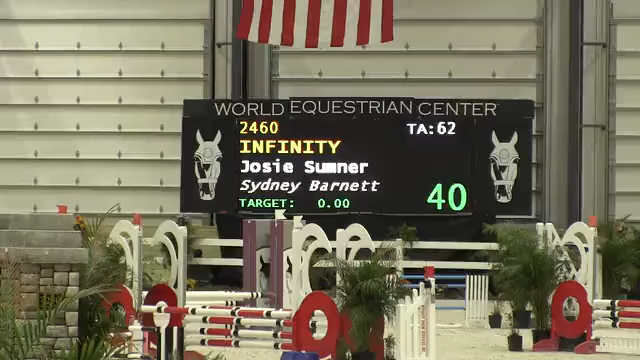 WORLD EQUESTRIAN CENTER
2460 TA:62
INFINITY
Josie Sumner
Sydney Barnett
TARGET: 0.00 40